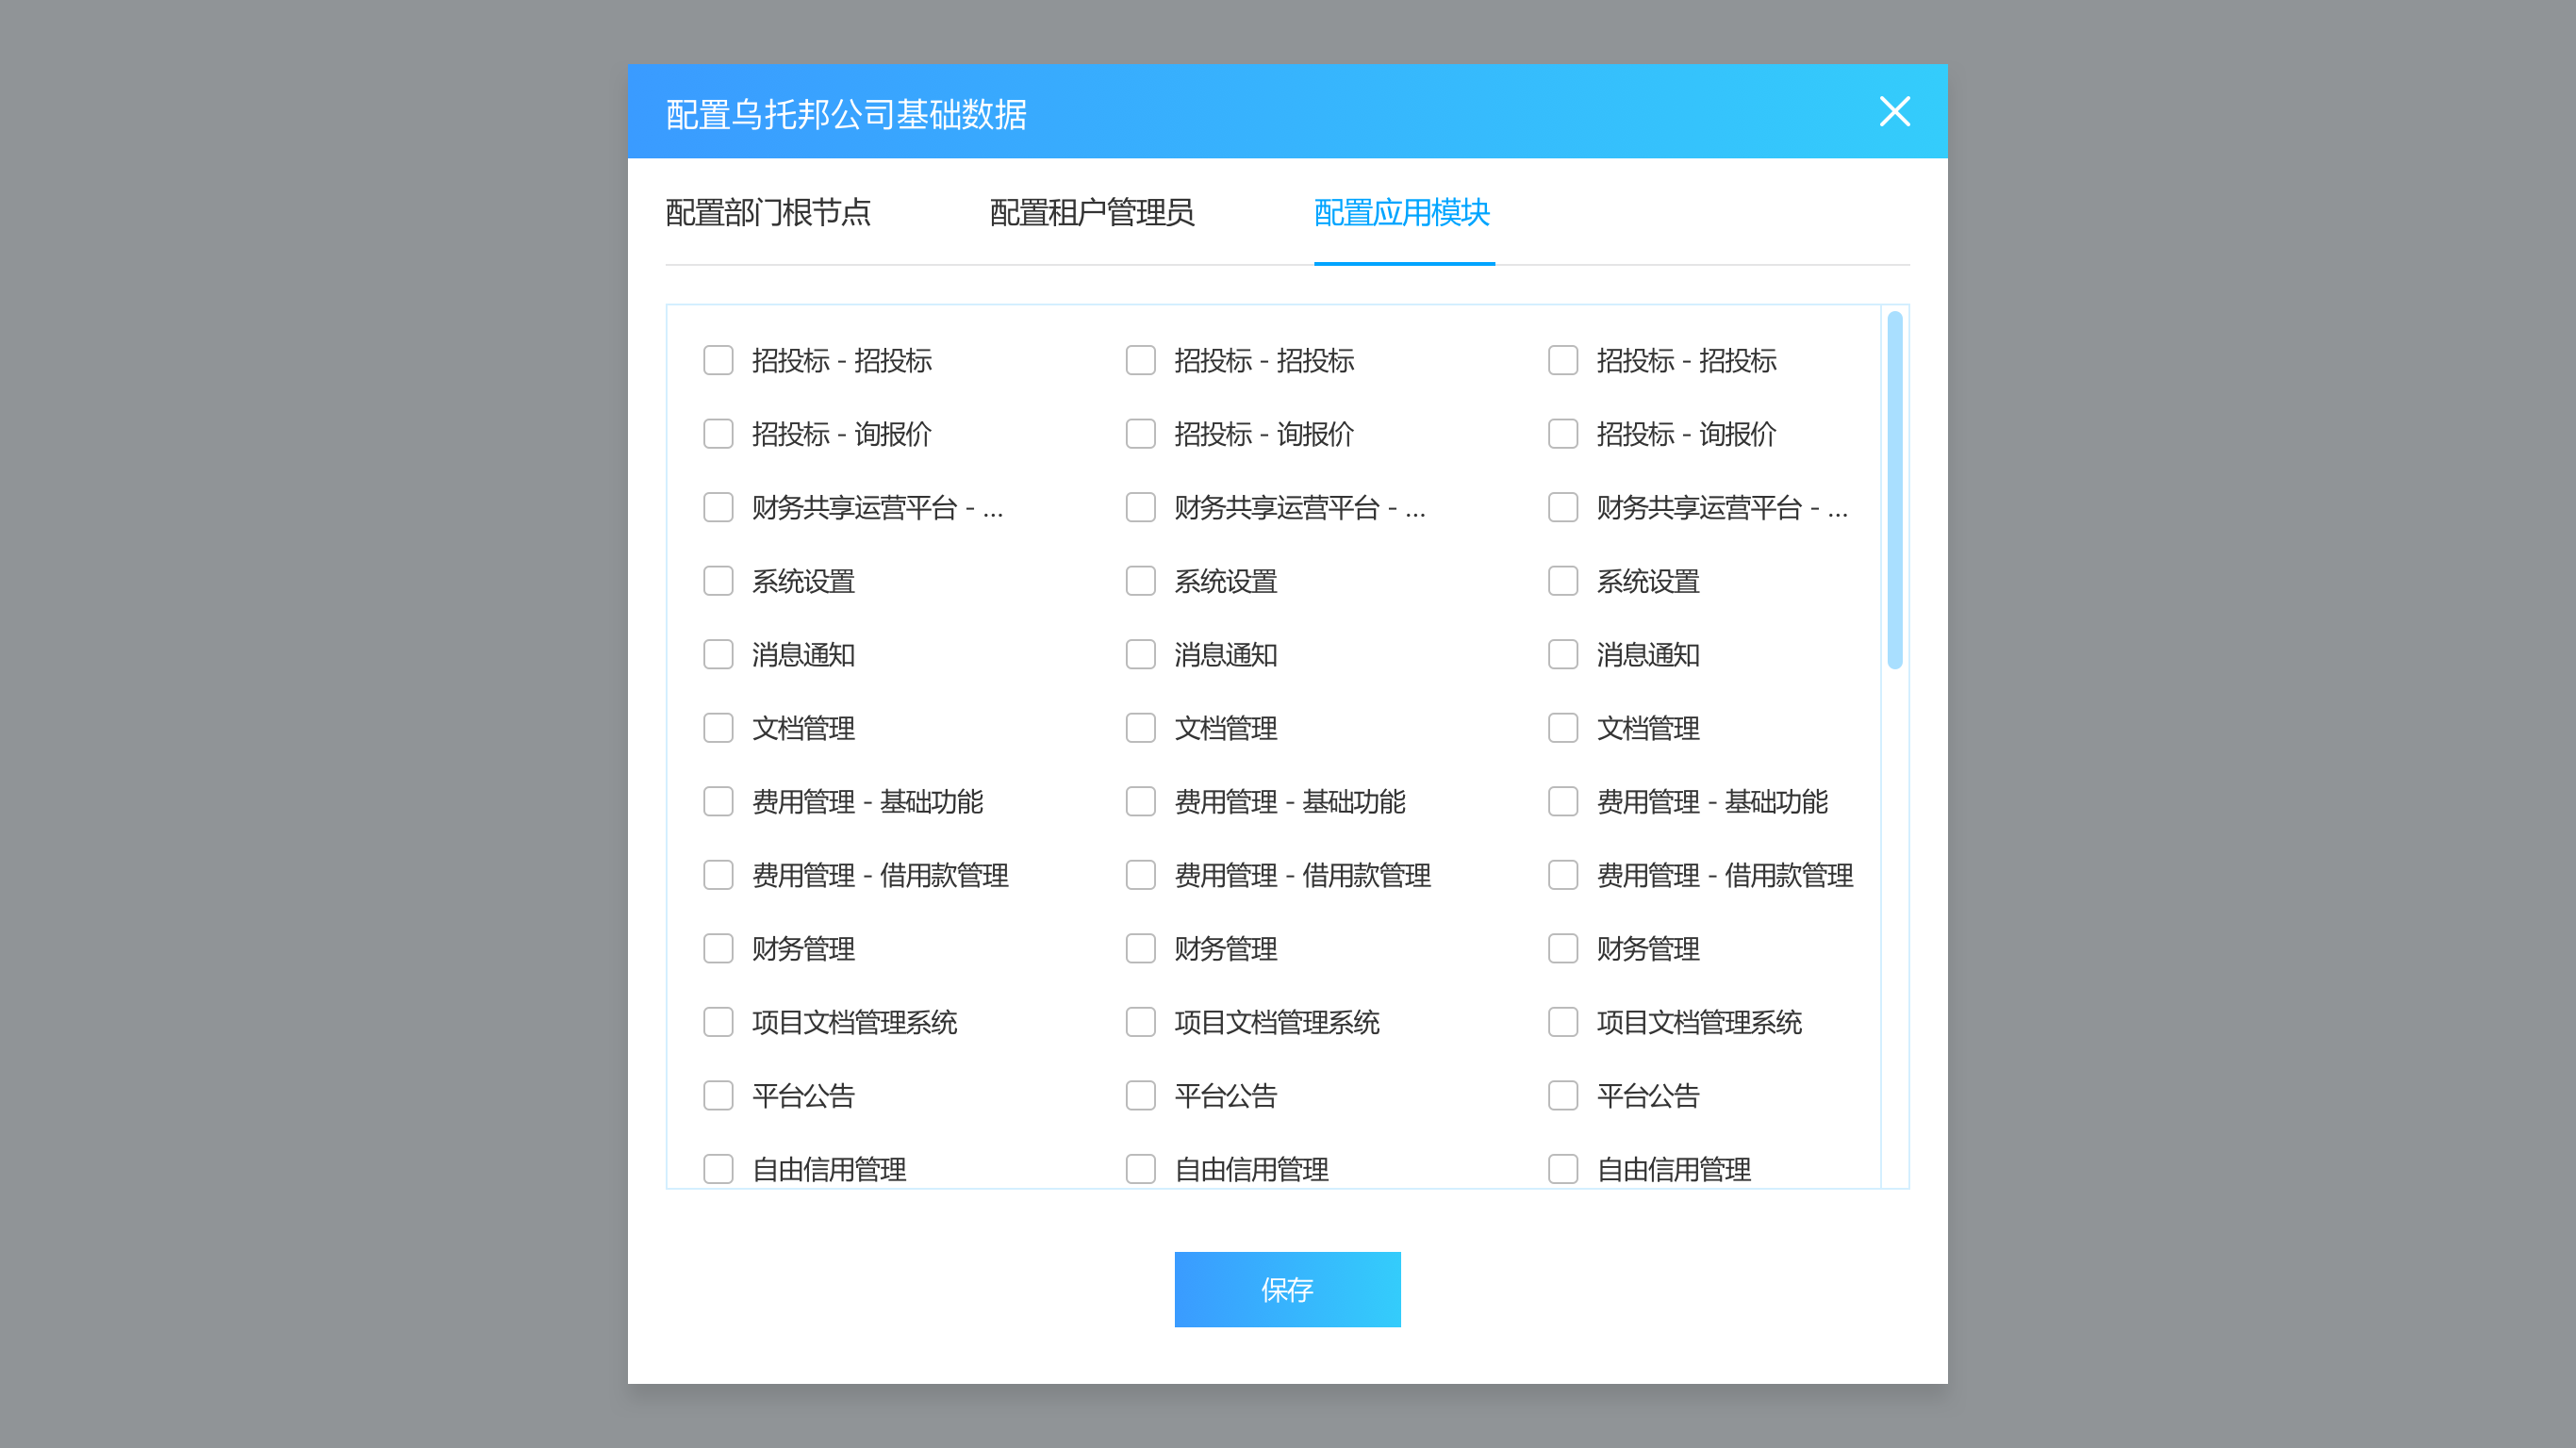 配置乌托邦公司基础数据
配置部门根节点 配置租户管理员 配置应用模块
招投标 - 招投标 招投标 - 招投标 招投标 - 招投标
招投标 - 询报价 招投标 - 询报价 招投标 - 询报价
财务共享运营平台 - ... 财务共享运营平台 - ... 财务共享运营平台 - ...
系统设置 系统设置 系统设置
消息通知 消息通知 消息通知
文档管理 文档管理 文档管理
费用管理 - 基础功能 费用管理 - 基础功能 费用管理 - 基础功能
费用管理 - 借用款管理 费用管理 - 借用款管理 费用管理 - 借用款管理
财务管理 财务管理 财务管理
项目文档管理系统 项目文档管理系统 项目文档管理系统
平台公告 平台公告 平台公告
自由信用管理 自由信用管理 自由信用管理
保存